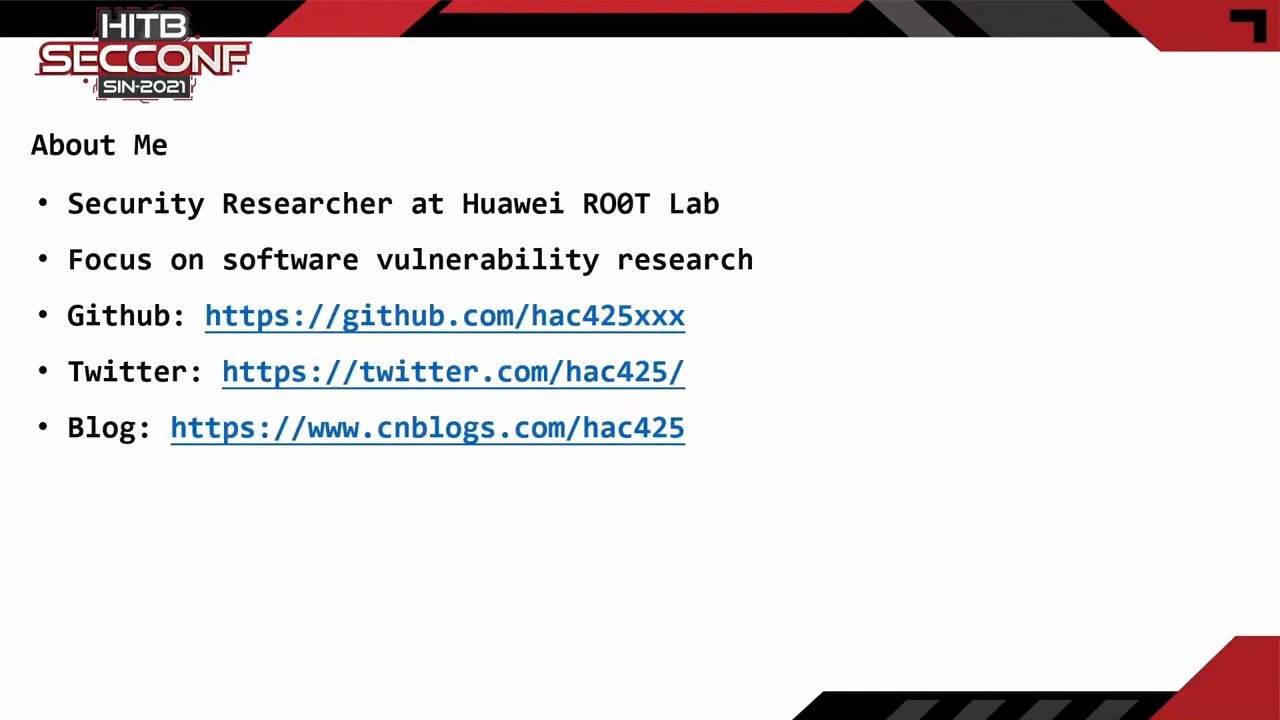 HITB
SECCONF
SIN-2021
About Me
• Security Researcher at Huawei RO0T Lab
• Focus on software vulnerability research
• Github: https://github.com/hac425xxx
• Twitter: https://twitter.com/hac425/
• Blog: https://www.cnblogs.com/hac425